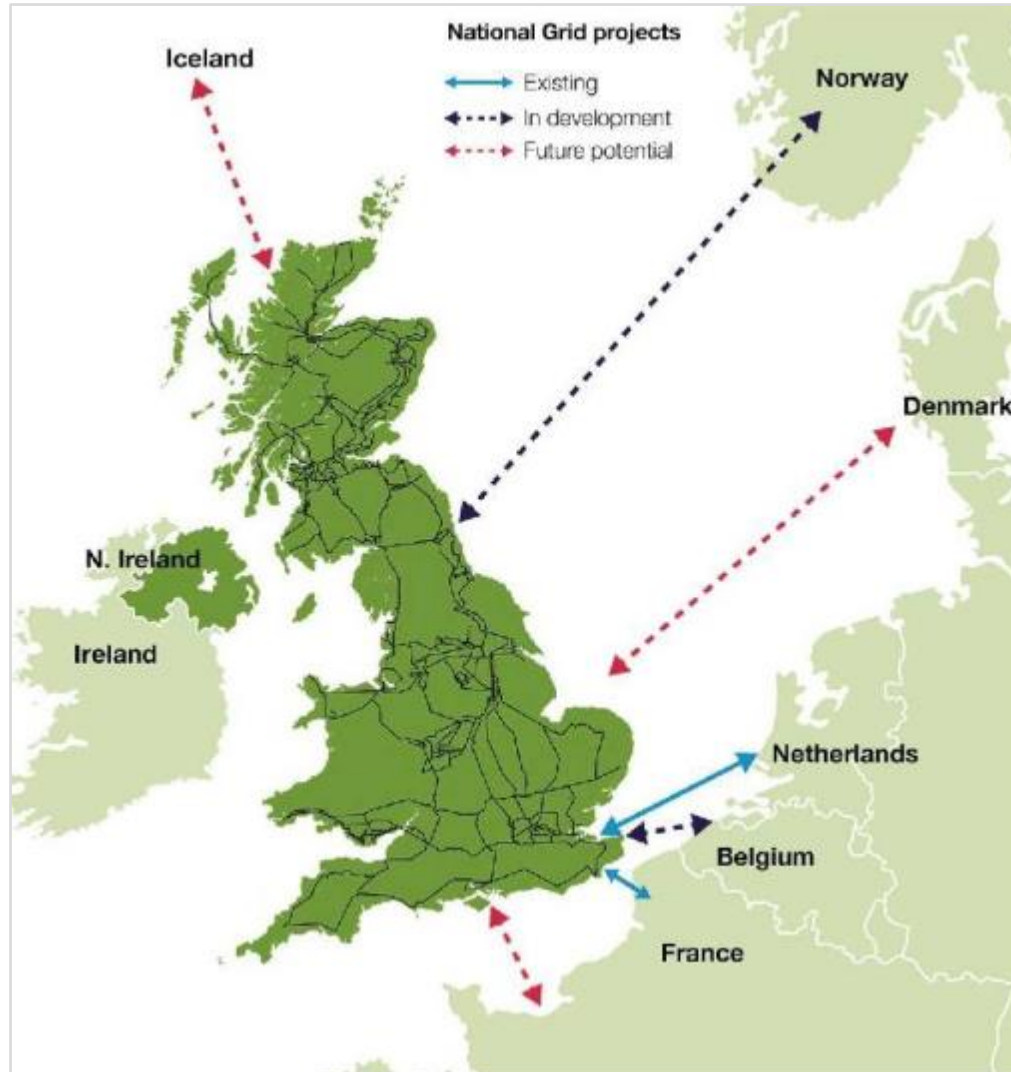 National Grid projects
Existing
In development
Future potential
Iceland
Norway
Denmark
N. Ireland
Ireland
Netherlands
Belgium
France